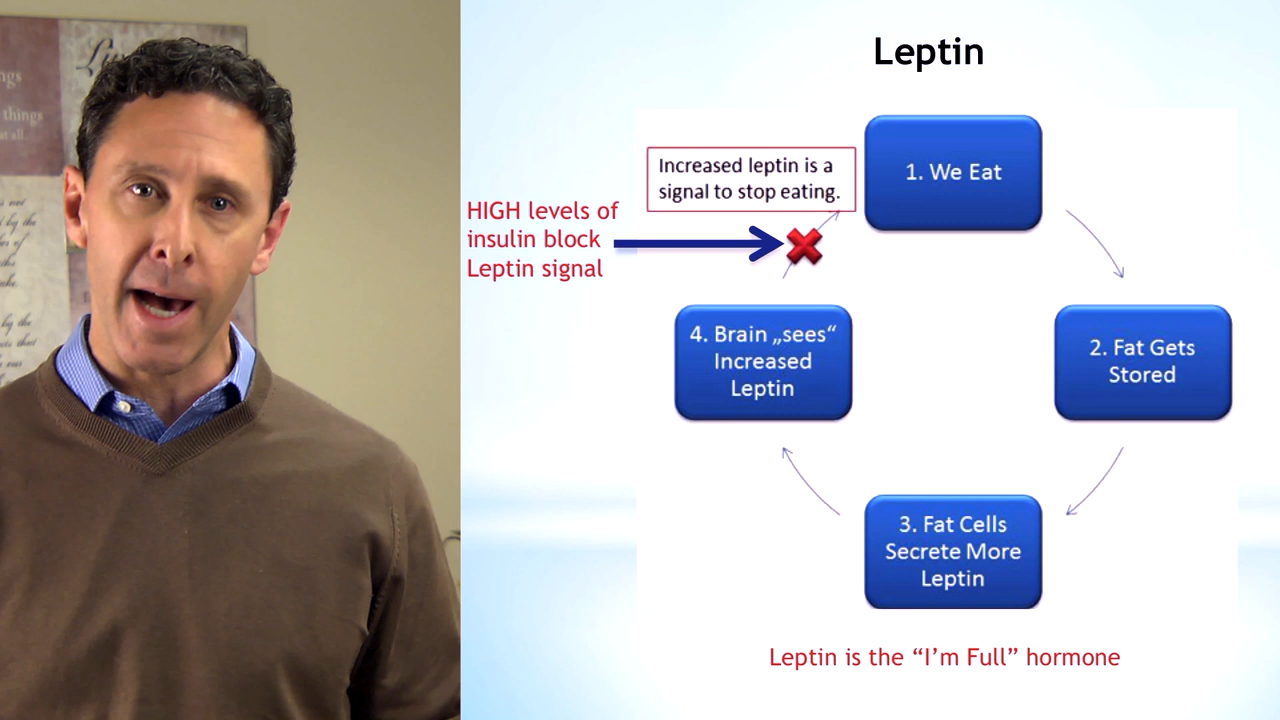 Leptin
1. We Eat
Increased leptin is a
signal to stop eating.
HIGH levels of
insulin block
Leptin signal
4. Brain „sees“
Increased
Leptin
2. Fat Gets
Stored
3. Fat Cells
Secrete More
Leptin
Leptin is the “I’m Full” hormone
things